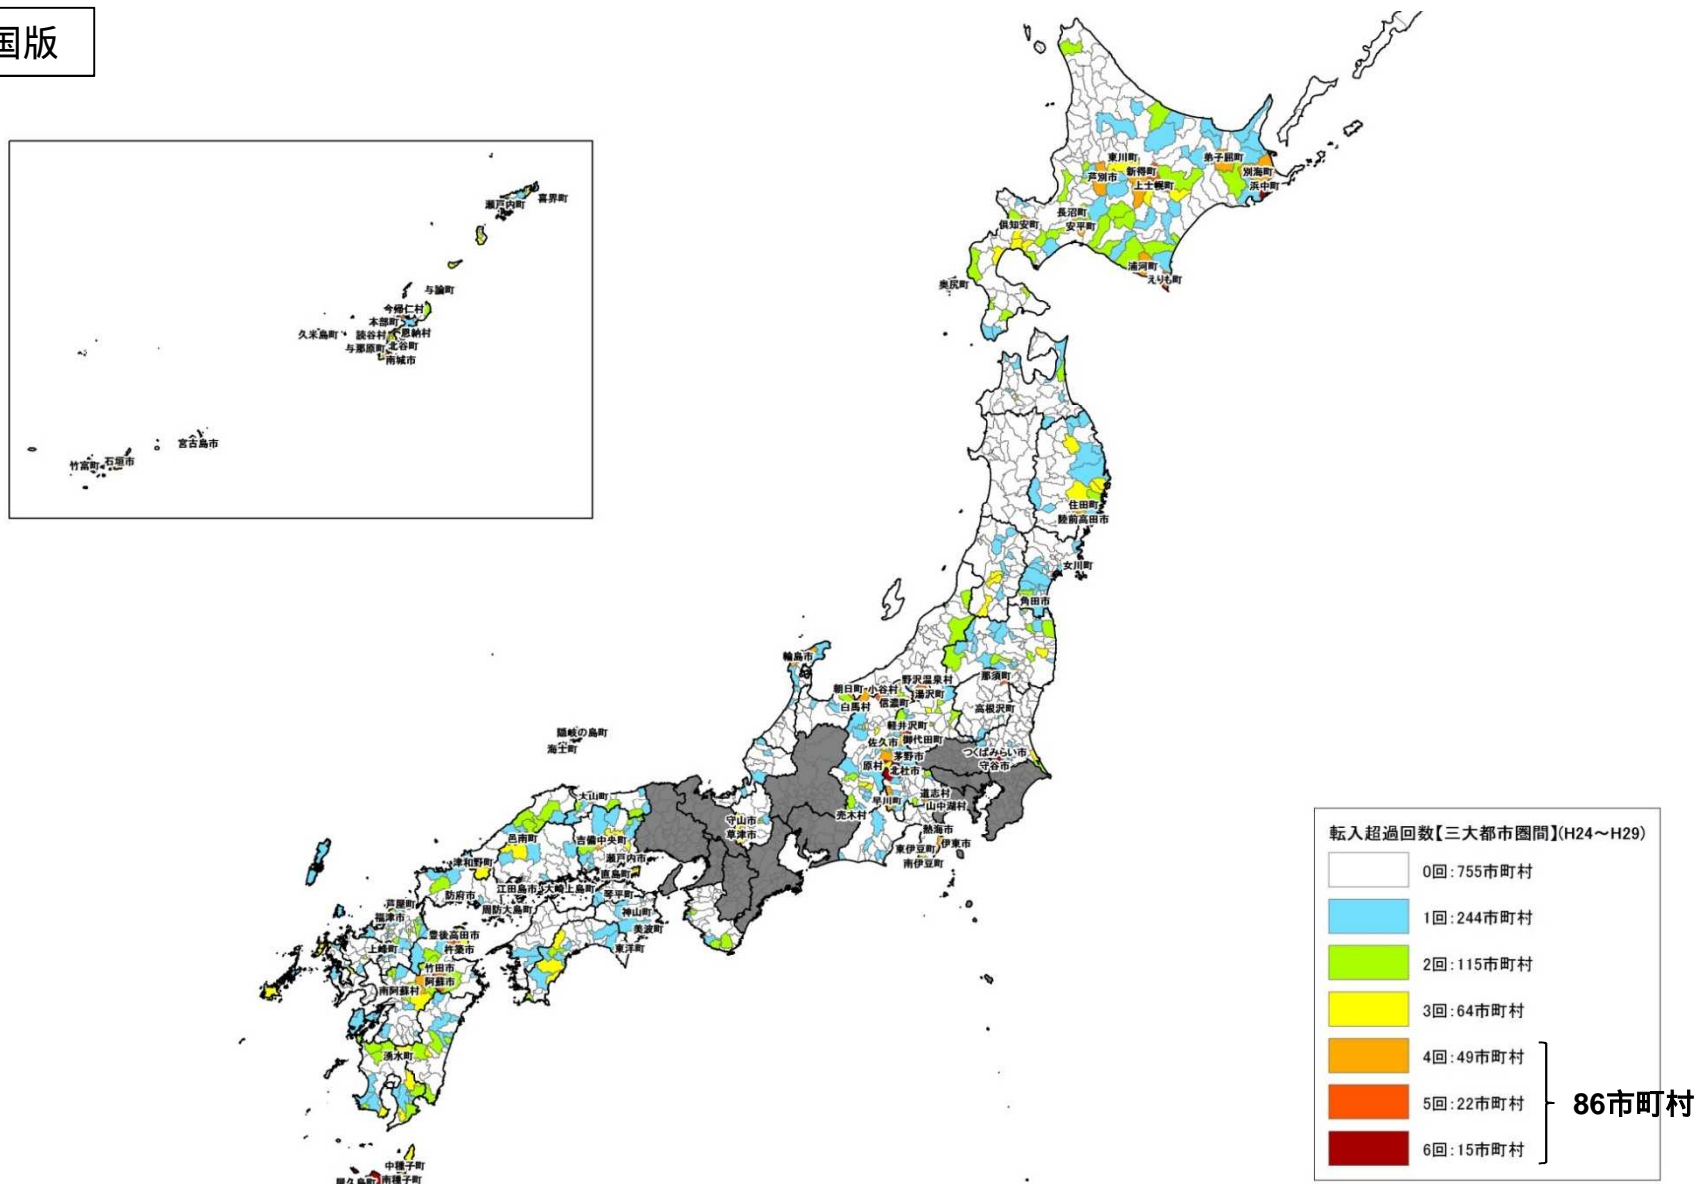 国版
東川町
弟子屈町
芦別市
新得町
別海町
上士幌町
浜中町
長沼町
倶知安町
安平町
浦河町
えりも町
奥尻町
瀬戸内町
喜界町
与論町
今帰仁村
本部町
恩納村
久米島町
読谷村
与那原町
北谷町
南城市
宮古島市
竹富町
石垣市
住田町
陸前高田市
女川町
角田市
輪島市
那須町
野沢温泉村
朝日町
小谷村
湯沢町
白馬村
信濃町
高根沢町
軽井沢町
佐久市
御代田町
つくばみらい市
茅野市
守谷市
原村
北杜市
道志村
早川町
山中湖村
売木村
熱海市
東伊豆町
伊東市
南伊豆町
隠岐の島町
海士町
大山町
守山市
草津市
邑南町
吉備中央町
瀬戸内市
津和野町
直島町
江田島市
大崎上島町
琴平町
防府市
周防大島町
神山町
美波町
東洋町
芦屋町
福津市
豊後高田市
上峰町
杵築市
竹田市
阿蘇市
南阿蘇村
湧水町
中種子町
屋久島町
南種子町
転入超過回数【三大都市圏間】(H24～H29)
0回:755市町村
1回:244市町村
2回:115市町村
3回:64市町村
4回:49市町村
5回:22市町村
6回:15市町村
86市町村